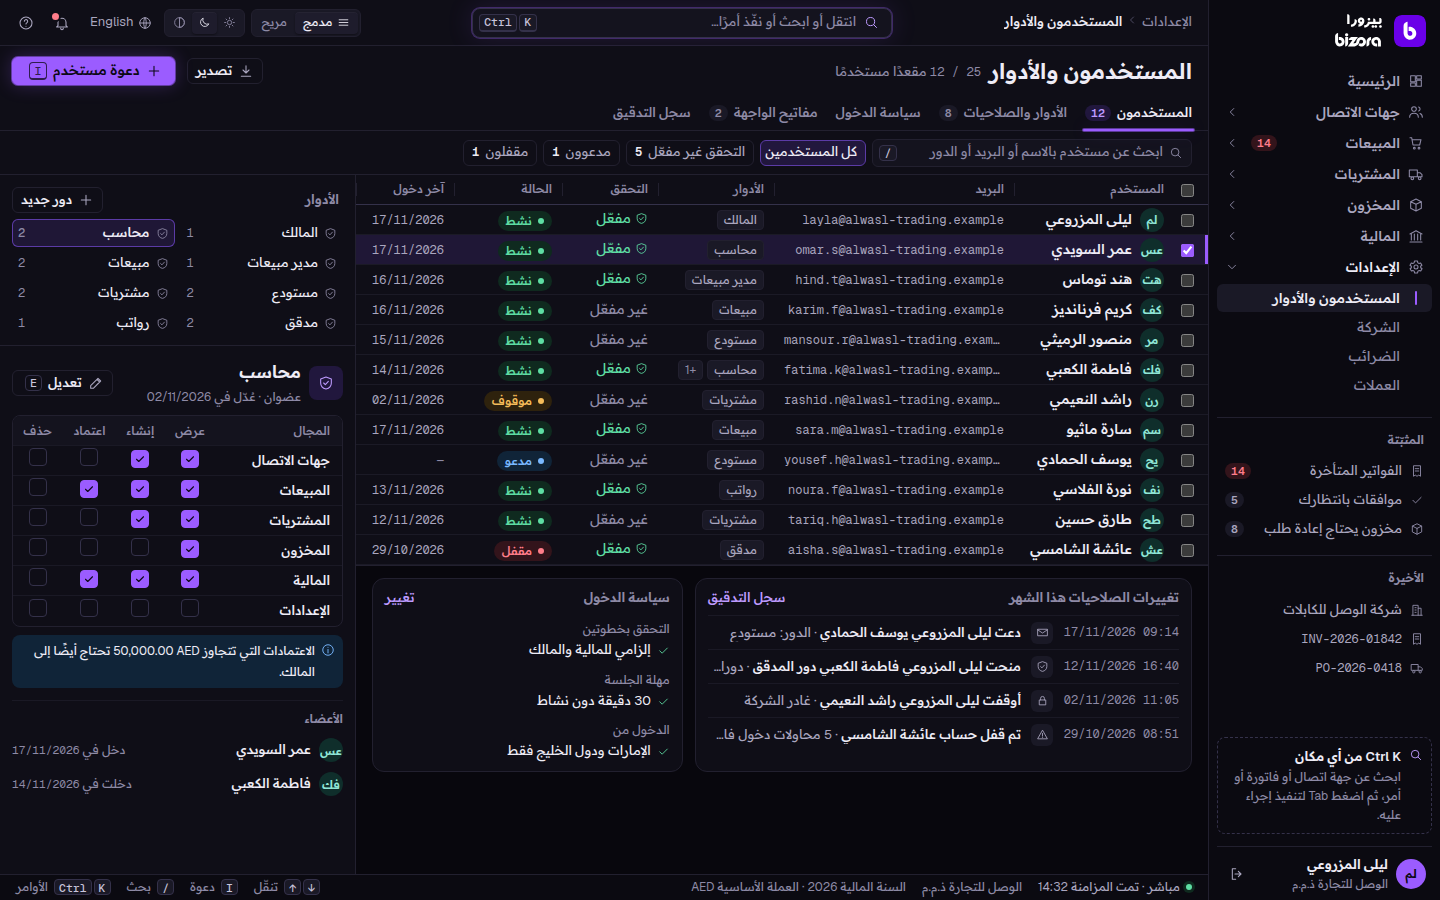 بيزورا
bizora
الرئيسية
جهات الاتصال
المبيعات 14
المشتريات
المخزون
المالية
الإعدادات
المستخدمون والأدوار
الشركة
الضرائب
العملات
المثبتة
الفواتير المتأخرة 14
موافقات بانتظارك 5
مخزون يحتاج إعادة طلب 8
الأخيرة
شركة الوصل للكابلات
INV-2026-01842
PO-2026-0418
Ctrl K من أي مكان
ابحث عن جهة اتصال أو فاتورة أو
أمر، ثم اضغط Tab لتنفيذ إجراء
عليه.
لم ليلى المزروعي
الوصل للتجارة ذ.م.م
الإعدادات › المستخدمون والأدوار
انتقل أو ابحث أو نفّذ أمرًا... Ctrl K
مدمج مريح
English
المستخدمون والأدوار 12 / 25 مقعدًا مستخدمًا
تصدير
دعوة مستخدم I
المستخدمون 12 الأدوار والصلاحيات 8 سياسة الدخول مفاتيح الواجهة 2 سجل التدقيق
ابحث عن مستخدم بالاسم أو البريد أو الدور /
كل المستخدمين التحقق غير مفعّل 5 مدعوون 1 مقفلون 1
المستخدم البريد الأدوار التحقق الحالة آخر دخول
لم ليلى المزروعي layla@alwasl-trading.example المالك مفعّل نشط 17/11/2026
عس عمر السويدي omar.s@alwasl-trading.example محاسب مفعّل نشط 17/11/2026
هت هند توماس hind.t@alwasl-trading.example مدير مبيعات مفعّل نشط 16/11/2026
كف كريم فرنانديز karim.f@alwasl-trading.example مبيعات غير مفعّل نشط 16/11/2026
مر منصور الرميثي mansour.r@alwasl-trading.exam… مستودع غير مفعّل نشط 15/11/2026
فك فاطمة الكعبي fatima.k@alwasl-trading.examp… محاسب +1 مفعّل نشط 14/11/2026
رن راشد النعيمي rashid.n@alwasl-trading.examp… مشتريات غير مفعّل موقوف 02/11/2026
سم سارة ماثيو sara.m@alwasl-trading.example مبيعات مفعّل نشط 17/11/2026
يح يوسف الحمادي yousef.h@alwasl-trading.examp… مستودع غير مفعّل مدعو –
نف نورة الفلاسي noura.f@alwasl-trading.example رواتب مفعّل نشط 13/11/2026
طح طارق حسين tariq.h@alwasl-trading.example مشتريات غير مفعّل نشط 12/11/2026
عش عائشة الشامسي aisha.s@alwasl-trading.example مدقق مفعّل مقفل 29/10/2026
تغييرات الصلاحيات هذا الشهر سجل التدقيق
17/11/2026 09:14 دعت ليلى المزروعي يوسف الحمادي · الدور: مستودع
12/11/2026 16:40 منحت ليلى المزروعي فاطمة الكعبي دور المدقق · دورا...
02/11/2026 11:05 أوقفت ليلى المزروعي راشد النعيمي · غادر الشركة
29/10/2026 08:51 تم قفل حساب عائشة الشامسي · 5 محاولات دخول فا...
سياسة الدخول تغيير
التحقق بخطوتين
إلزامي للمالية والمالك
مهلة الجلسة
30 دقيقة دون نشاط
الدخول من
الإمارات ودول الخليج فقط
الأدوار دور جديد
المالك 1 محاسب 2
مدير مبيعات 1 مبيعات 2
مستودع 2 مشتريات 2
مدقق 2 رواتب 1
محاسب
عضوان · عُدّل في 02/11/2026
تعديل E
المجال عرض إنشاء اعتماد حذف
جهات الاتصال
المبيعات
المشتريات
المخزون
المالية
الإعدادات
الاعتمادات التي تتجاوز AED 50,000.00 تحتاج أيضًا إلى
المالك.
الأعضاء
عس عمر السويدي دخل في 17/11/2026
فك فاطمة الكعبي دخلت في 14/11/2026
مباشر · تمت المزامنة 14:32 الوصل للتجارة ذ.م.م السنة المالية 2026 · العملة الأساسية AED
↑ ↓ تنقّل I دعوة / بحث Ctrl K الأوامر